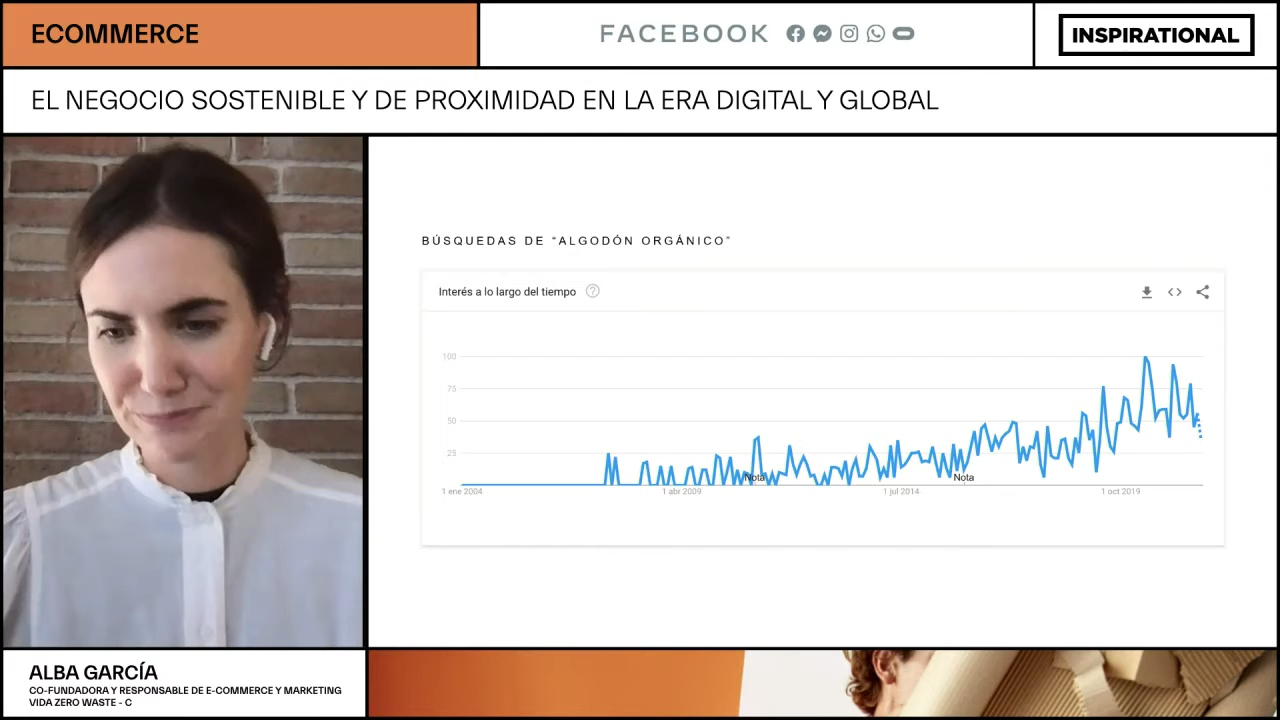 ECOMMERCE
FACEBOOK
INSPIRATIONAL
EL NEGOCIO SOSTENIBLE Y DE PROXIMIDAD EN LA ERA DIGITAL Y GLOBAL
BÚSQUEDAS DE "ALGODÓN ORGÁNICO"
Interés a lo largo del tiempo
100
75
50
25
Nota
Nota
1 ene 2004
1 abr 2009
1 jul 2014
1 oct 2019
ALBA GARCÍA
CO-FUNDADORA Y RESPONSABLE DE E-COMMERCE Y MARKETING
VIDA ZERO WASTE - C